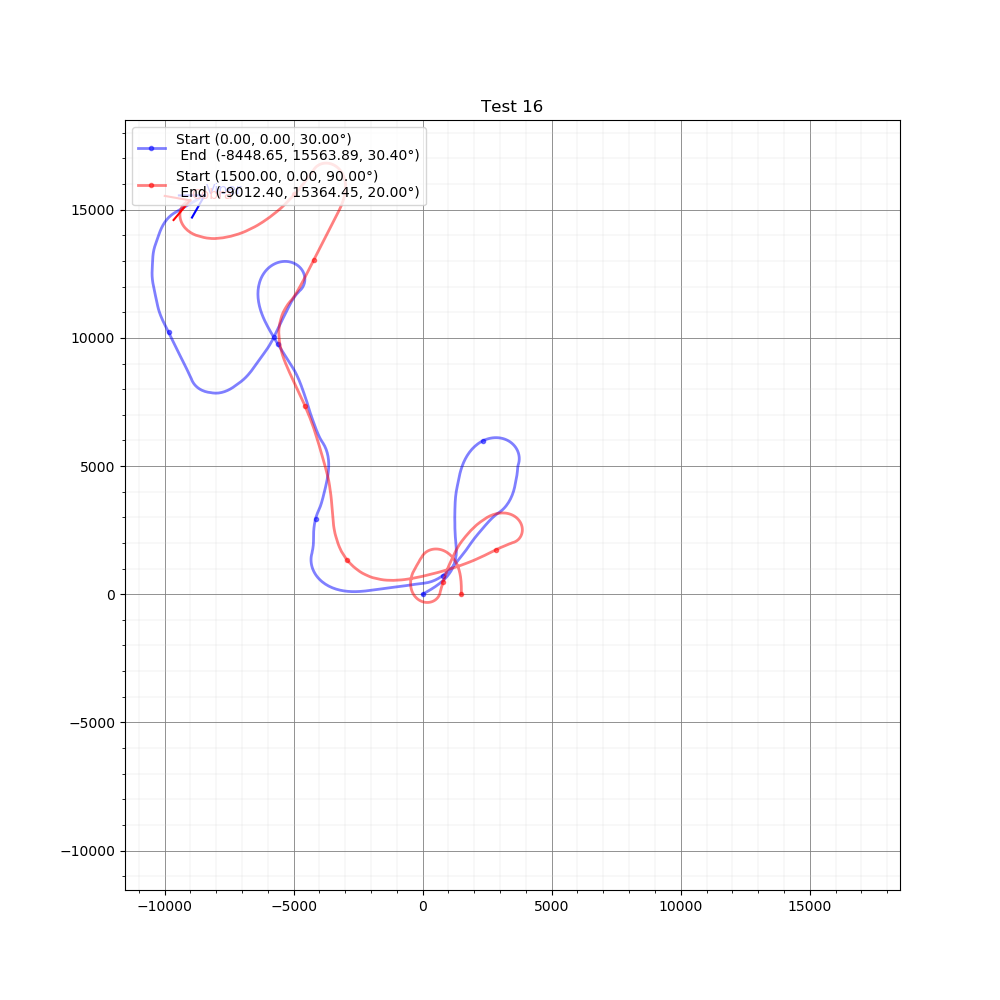 Test 16
Start (0.00, 0.00, 30.00°)
End  (-8448.65, 15563.89, 30.40°)
Start (1500.00, 0.00, 90.00°)
End  (-9012.40, 15364.45, 20.00°)
15000
10000
5000
0
−5000
−10000
−10000 −5000 0 5000 10000 15000